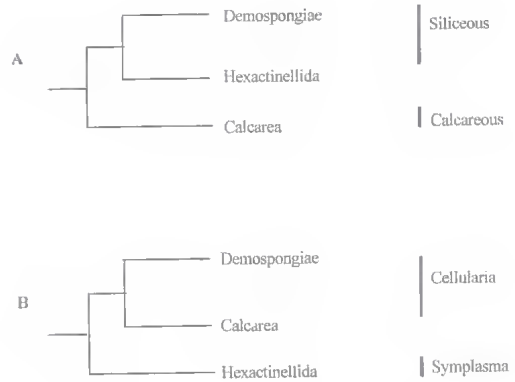 Demospongiae
Siliceous
A
Hexactinellida
Calcarea
Calcareous
Demospongiae
Cellularia
B
Calcarea
Hexactinellida
Symplasma